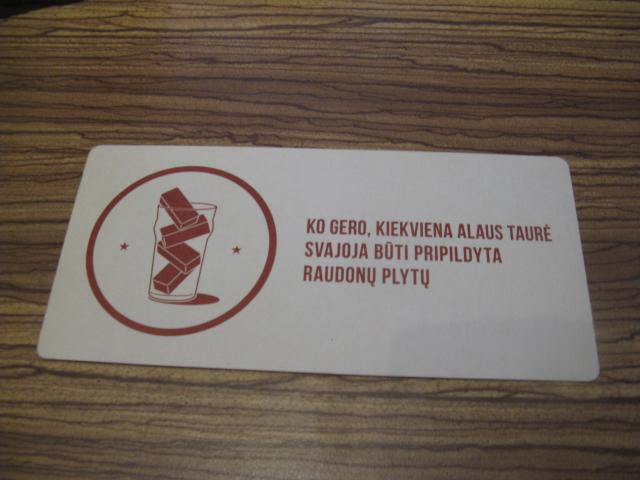 KO GERO, KIEKVIENA ALAUS TAURĖ
SVAJOJA BŪTI PRIPILDYTA
RAUDONŲ PLYTŲ